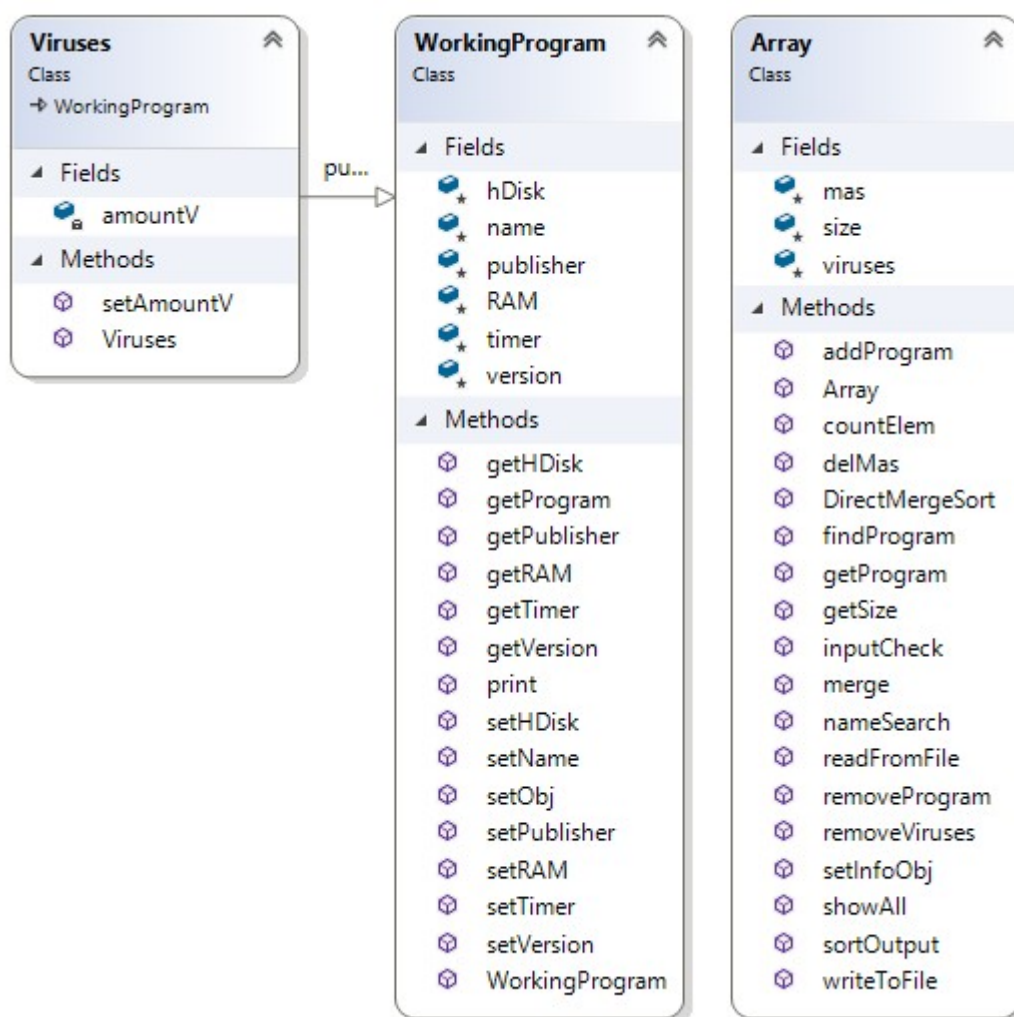 Viruses
Class
WorkingProgram
Fields
amountV
Methods
setAmountV
Viruses
pu...
WorkingProgram
Class
Fields
hDisk
name
publisher
RAM
timer
version
Methods
getHDisk
getProgram
getPublisher
getRAM
getTimer
getVersion
print
setHDisk
setName
setObj
setPublisher
setRAM
setTimer
setVersion
WorkingProgram
Array
Class
Fields
mas
size
viruses
Methods
addProgram
Array
countElem
delMas
DirectMergeSort
findProgram
getProgram
getSize
inputCheck
merge
nameSearch
readFromFile
removeProgram
removeViruses
setInfoObj
showAll
sortOutput
writeToFile